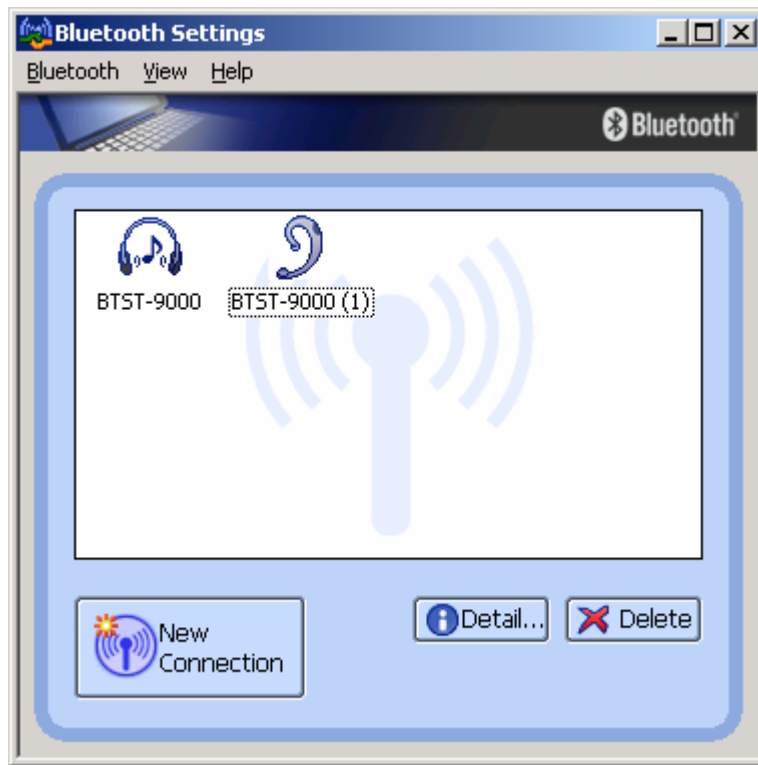 Bluetooth Settings
Bluetooth View Help
Bluetooth
BTST-9000 BTST-9000 (1)
New
Connection
Detail... Delete